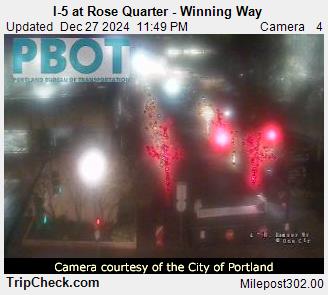 I-5 at Rose Quarter - Winning Way
Updated Dec 27 2024 11:49 PM Camera 4
PBOT
PORTLAND BUREAU OF TRANSPORTATION
Camera courtesy of the City of Portland
TripCheck.com Milepost302.00